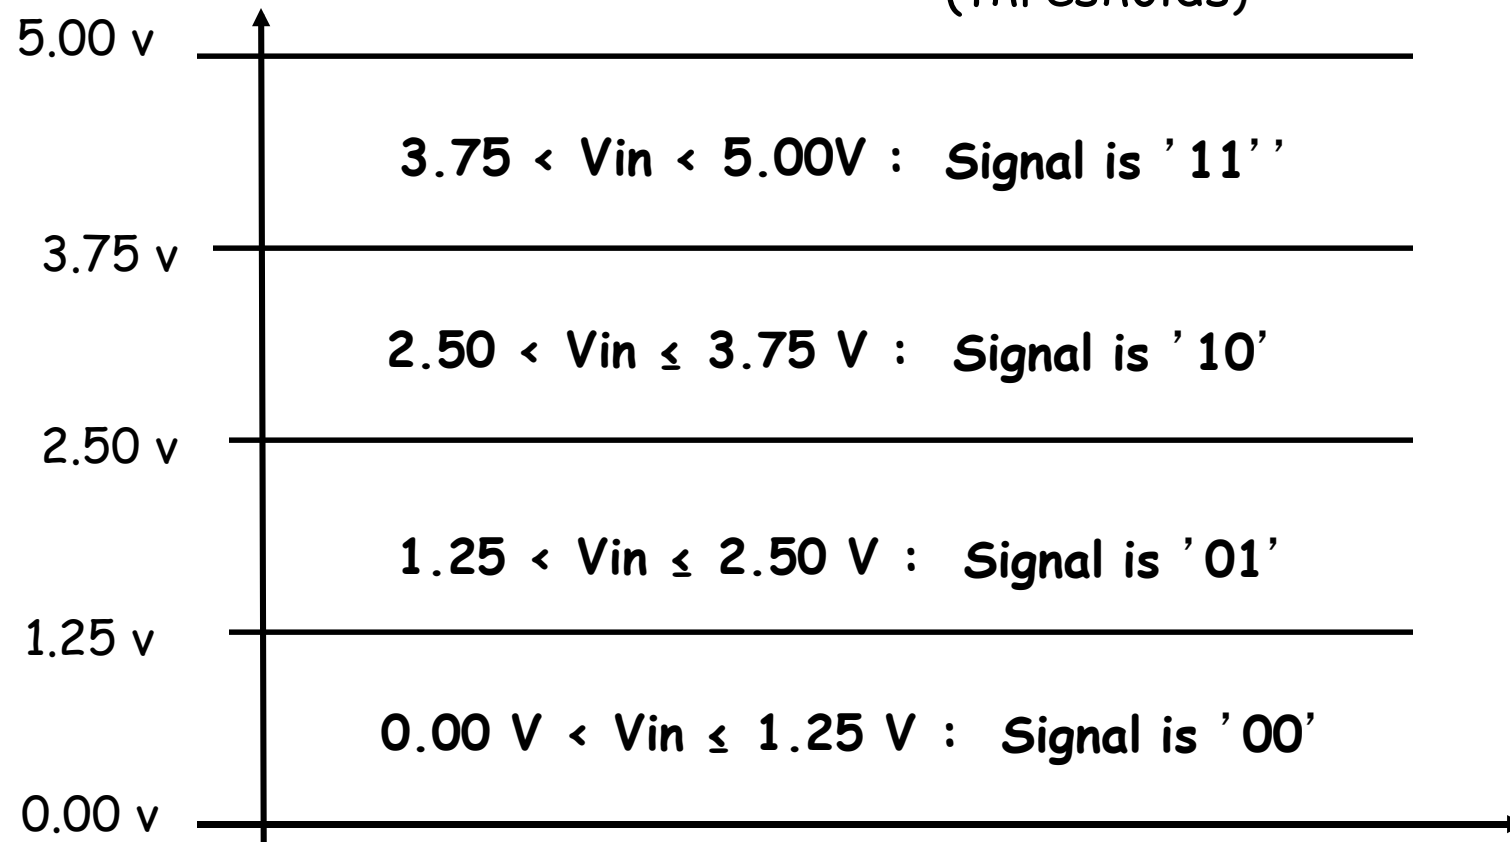 (Thresholds)
5.00 v
3.75 < Vin < 5.00V : Signal is ’11’’
3.75 v
2.50 < Vin ≤ 3.75 V : Signal is ’10’
2.50 v
1.25 < Vin ≤ 2.50 V : Signal is ’01’
1.25 v
0.00 V < Vin ≤ 1.25 V : Signal is ’00’
0.00 v